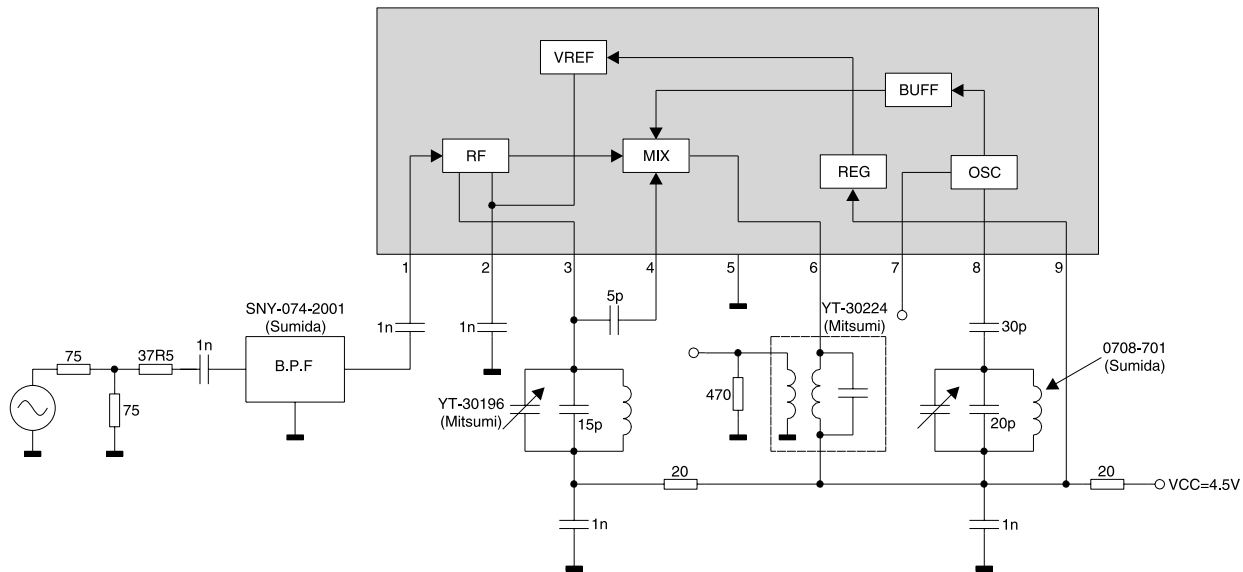 VREF
BUFF
RF
MIX
REG
OSC
1
2
3
4
5
6
7
8
9
SNY-074-2001
(Sumida)
5p
YT-30224
(Mitsumi)
1n
1n
30p
0708-701
(Sumida)
75
37R5
1n
B.P.F
75
YT-30196
(Mitsumi)
15p
470
20p
20
20
VCC=4.5V
1n
1n